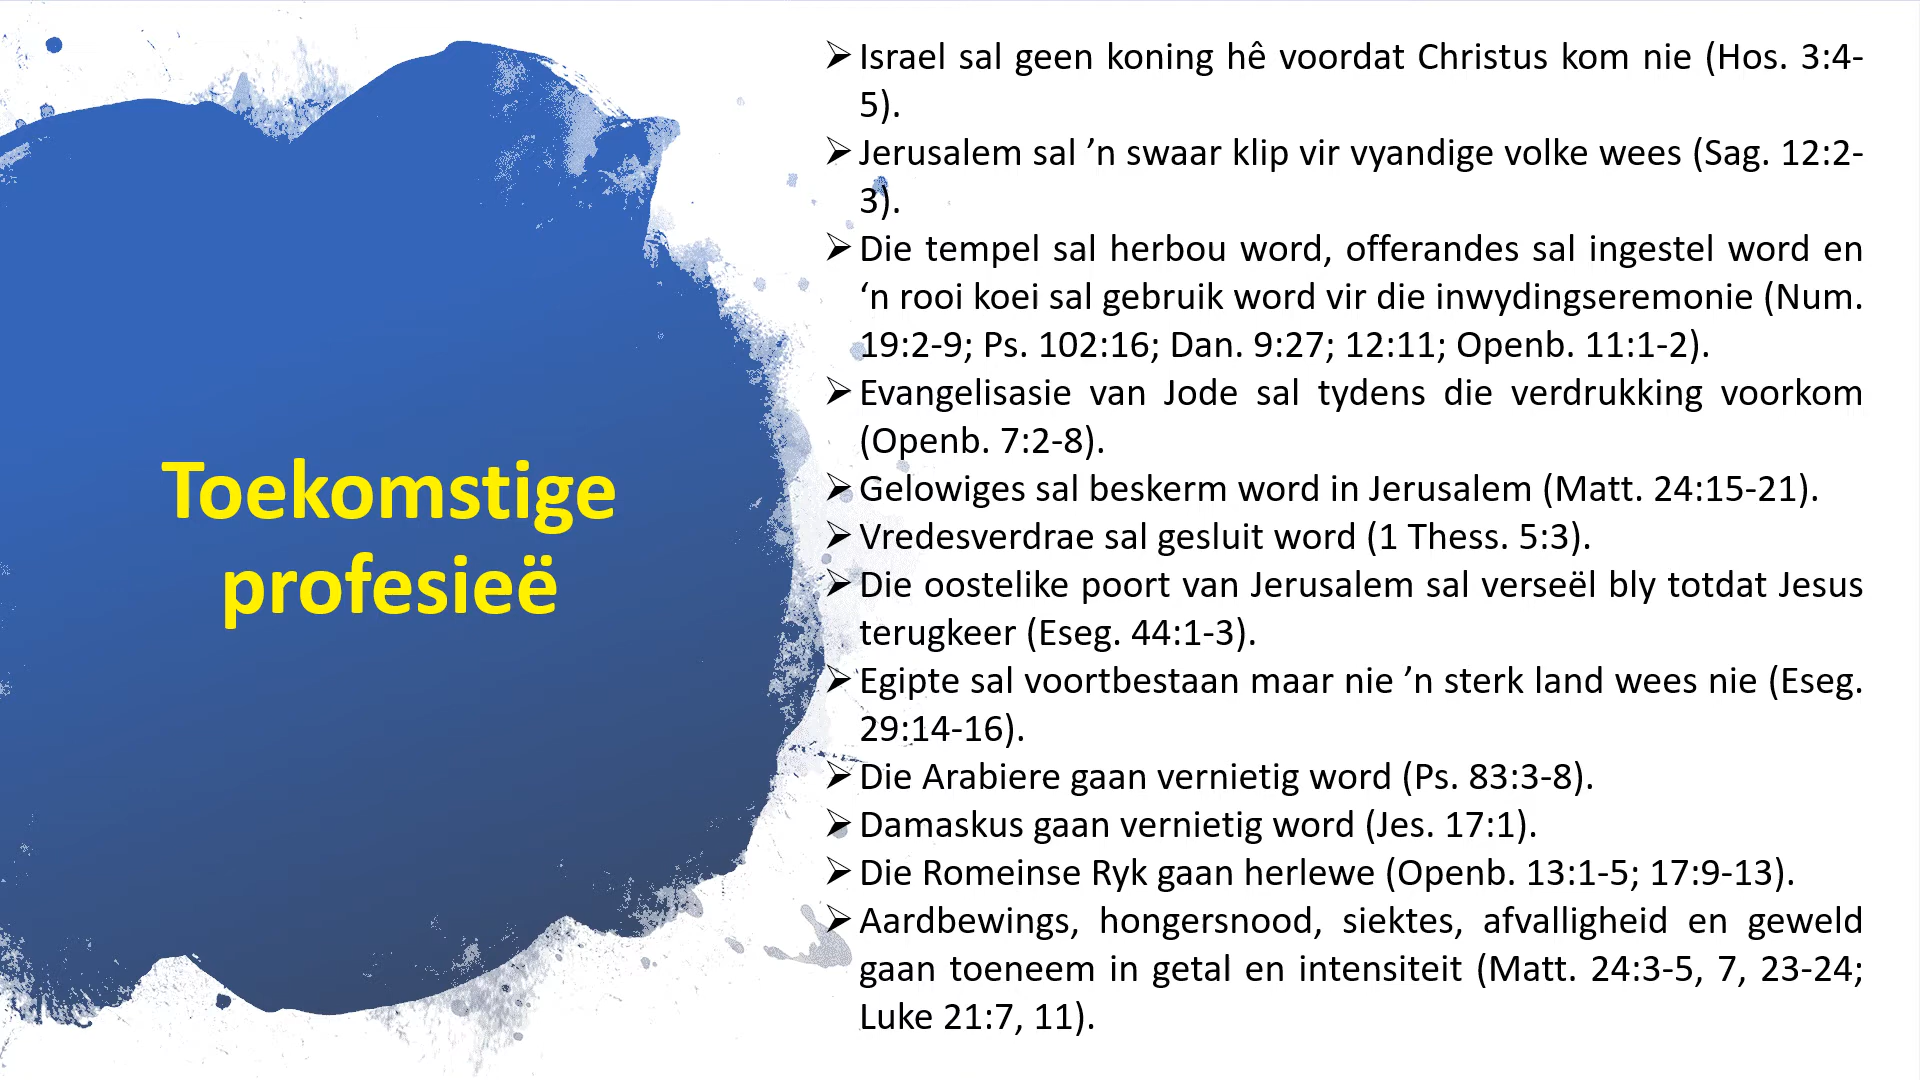 Toekomstige
profesieë
➢Israel sal geen koning hê voordat Christus kom nie (Hos. 3:4-
5).
➢Jerusalem sal ’n swaar klip vir vyandige volke wees (Sag. 12:2-
3).
➢Die tempel sal herbou word, offerandes sal ingestel word en
‘n rooi koei sal gebruik word vir die inwydingseremonie (Num.
19:2-9; Ps. 102:16; Dan. 9:27; 12:11; Openb. 11:1-2).
➢Evangelisasie van Jode sal tydens die verdrukking voorkom
(Openb. 7:2-8).
➢Gelowiges sal beskerm word in Jerusalem (Matt. 24:15-21).
➢Vredesverdrae sal gesluit word (1 Thess. 5:3).
➢Die oostelike poort van Jerusalem sal verseël bly totdat Jesus
terugkeer (Eseg. 44:1-3).
➢Egipte sal voortbestaan maar nie ’n sterk land wees nie (Eseg.
29:14-16).
➢Die Arabiere gaan vernietig word (Ps. 83:3-8).
➢Damaskus gaan vernietig word (Jes. 17:1).
➢Die Romeinse Ryk gaan herlewe (Openb. 13:1-5; 17:9-13).
➢Aardbewings, hongersnood, siektes, afvalligheid en geweld
gaan toeneem in getal en intensiteit (Matt. 24:3-5, 7, 23-24;
Luke 21:7, 11).